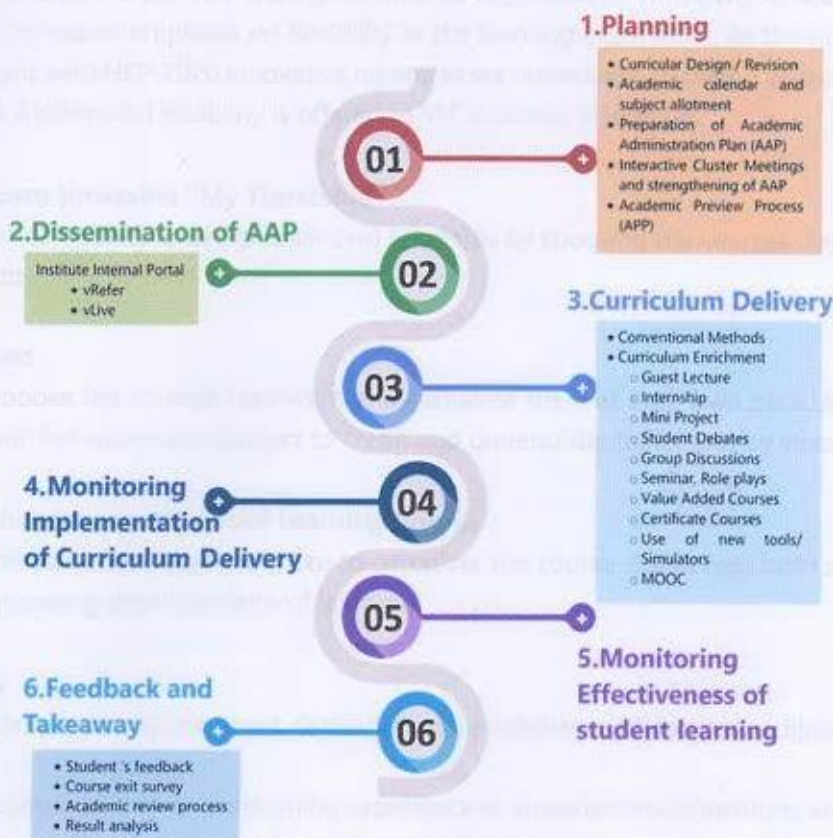 1.Planning
• Curricular Design / Revision
• Academic calendar and
subject allotment
• Preparation of Academic
Administration Plan (AAP)
• Interactive Cluster Meetings
and strengthening of AAP
• Academic Preview Process
(APP)
01
2.Dissemination of AAP
Institute Internal Portal
• vRefer
• vLive
02
3.Curriculum Delivery
• Conventional Methods
• Curriculum Enrichment
o Guest Lecture
o Internship
o Mini Project
o Student Debates
o Group Discussions
o Seminar, Role plays
o Value Added Courses
o Certificate Courses
o Use of new tools/
Simulators
o MOOC
03
4.Monitoring
Implementation
of Curriculum Delivery
04
05
5.Monitoring
Effectiveness of
student learning
6.Feedback and
Takeaway
• Student 's feedback
• Course exit survey
• Academic review process
• Result analysis
06